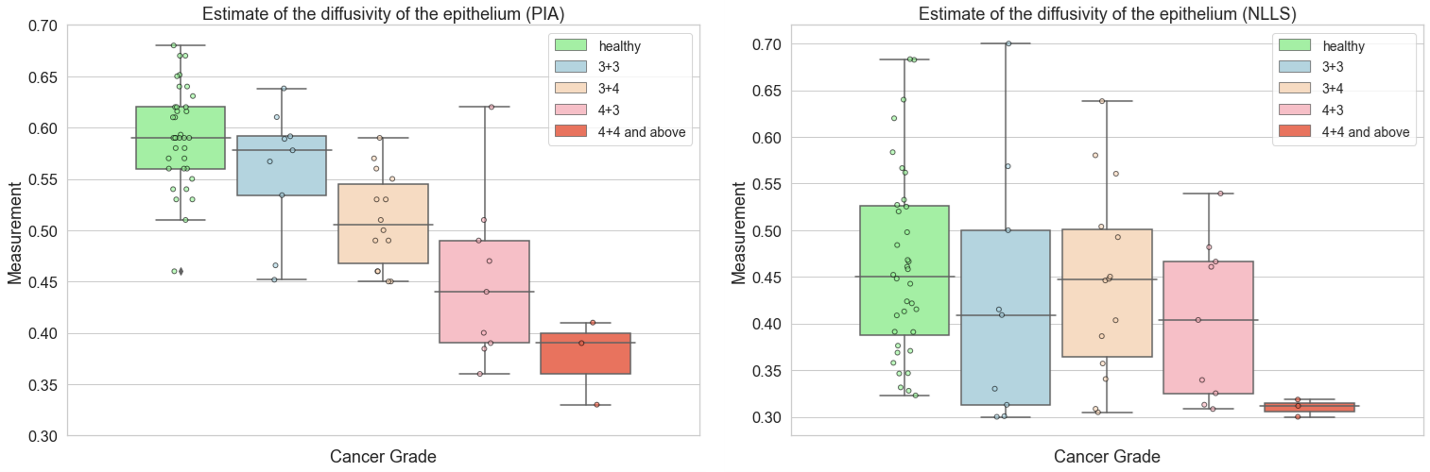 Estimate of the diffusivity of the epithelium (PIA)
0.70
0.65
0.60
0.55
0.50
0.45
0.40
0.35
0.30
Measurement
healthy
3+3
3+4
4+3
4+4 and above
Cancer Grade
Estimate of the diffusivity of the epithelium (NLLS)
0.70
0.65
0.60
0.55
0.50
0.45
0.40
0.35
0.30
Measurement
healthy
3+3
3+4
4+3
4+4 and above
Cancer Grade